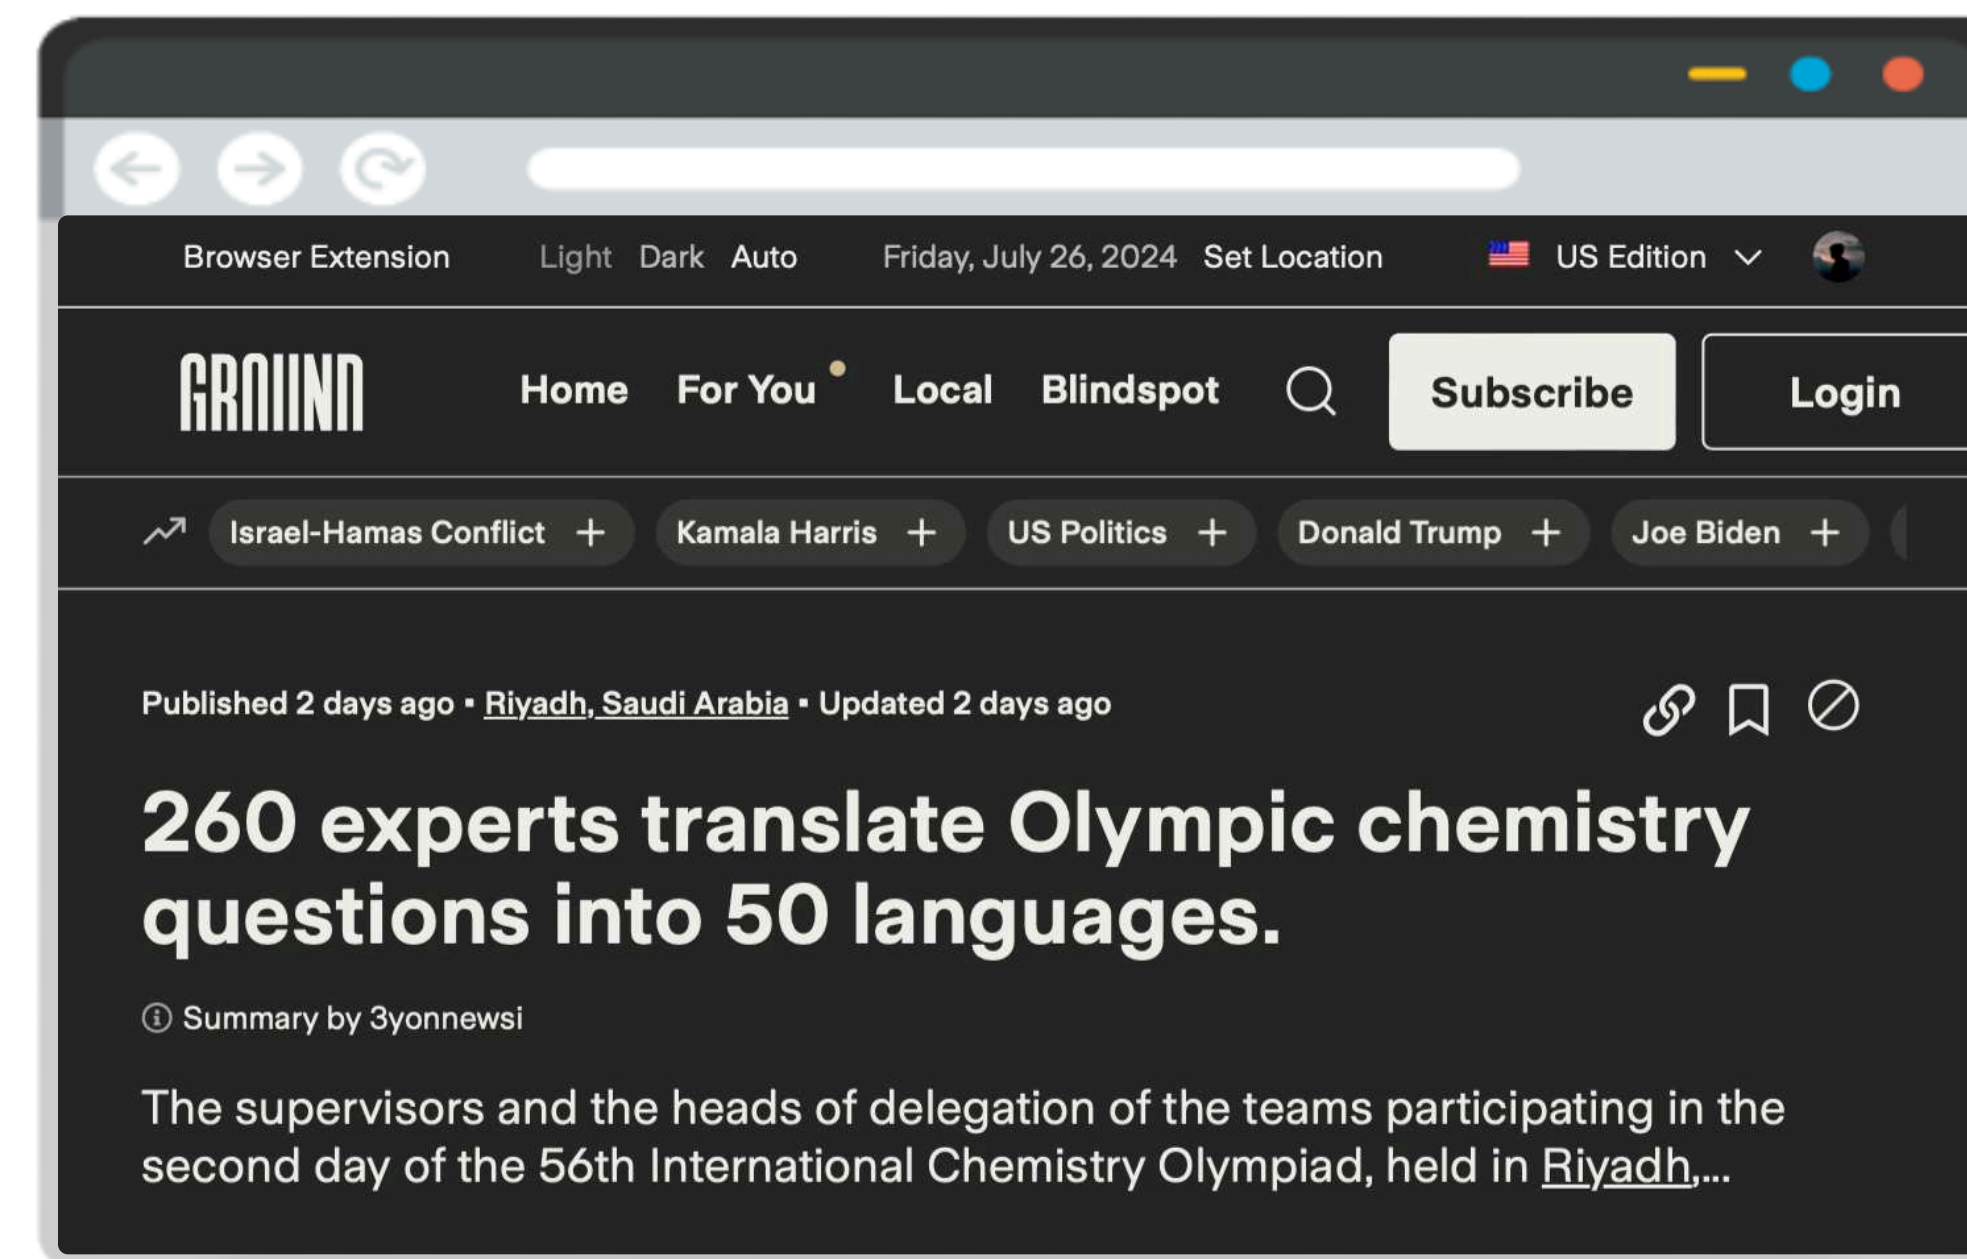 Browser Extension Light Dark Auto Friday, July 26, 2024 Set Location US Edition
GROUND Home For You Local Blindspot Subscribe Login
Israel-Hamas Conflict + Kamala Harris + US Politics + Donald Trump + Joe Biden +
Published 2 days ago ▪ Riyadh, Saudi Arabia ▪ Updated 2 days ago
260 experts translate Olympic chemistry
questions into 50 languages.
Summary by 3yonnewsi
The supervisors and the heads of delegation of the teams participating in the
second day of the 56th International Chemistry Olympiad, held in Riyadh,...